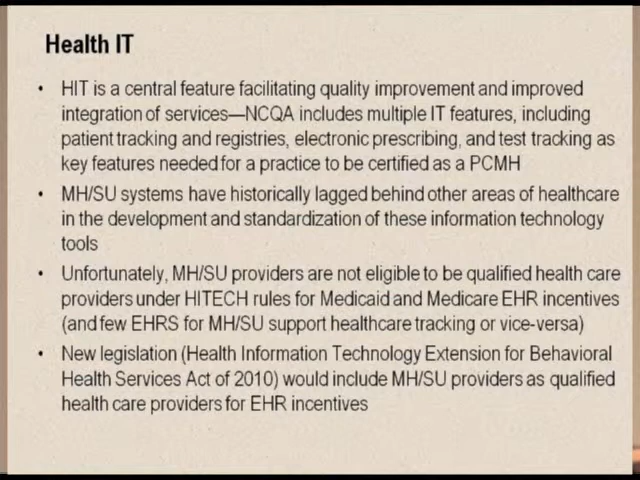 Health IT
• HIT is a central feature facilitating quality improvement and improved
integration of services—NCQA includes multiple IT features, including
patient tracking and registries, electronic prescribing, and test tracking as
key features needed for a practice to be certified as a PCMH
• MH/SU systems have historically lagged behind other areas of healthcare
in the development and standardization of these information technology
tools
• Unfortunately, MH/SU providers are not eligible to be qualified health care
providers under HITECH rules for Medicaid and Medicare EHR incentives
(and few EHRS for MH/SU support healthcare tracking or vice-versa)
• New legislation (Health Information Technology Extension for Behavioral
Health Services Act of 2010) would include MH/SU providers as qualified
health care providers for EHR incentives